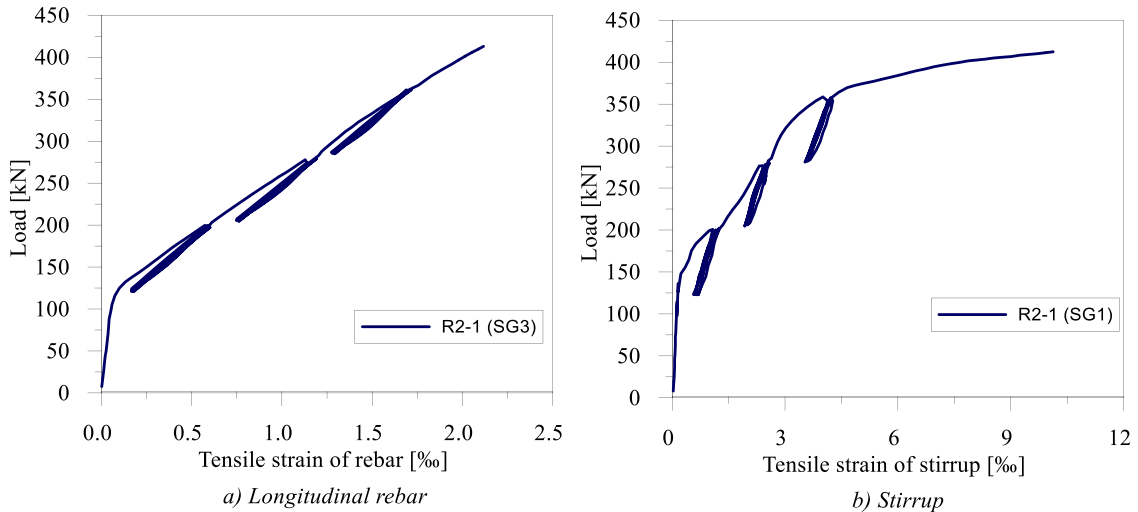 450
400
350
300
250
200
150
100
50
0
Load [kN]
R2-1 (SG3)
0.0 0.5 1.0 1.5 2.0 2.5
Tensile strain of rebar [‰]
a) Longitudinal rebar
450
400
350
300
250
200
150
100
50
0
Load [kN]
R2-1 (SG1)
0 3 6 9 12
Tensile strain of stirrup [‰]
b) Stirrup